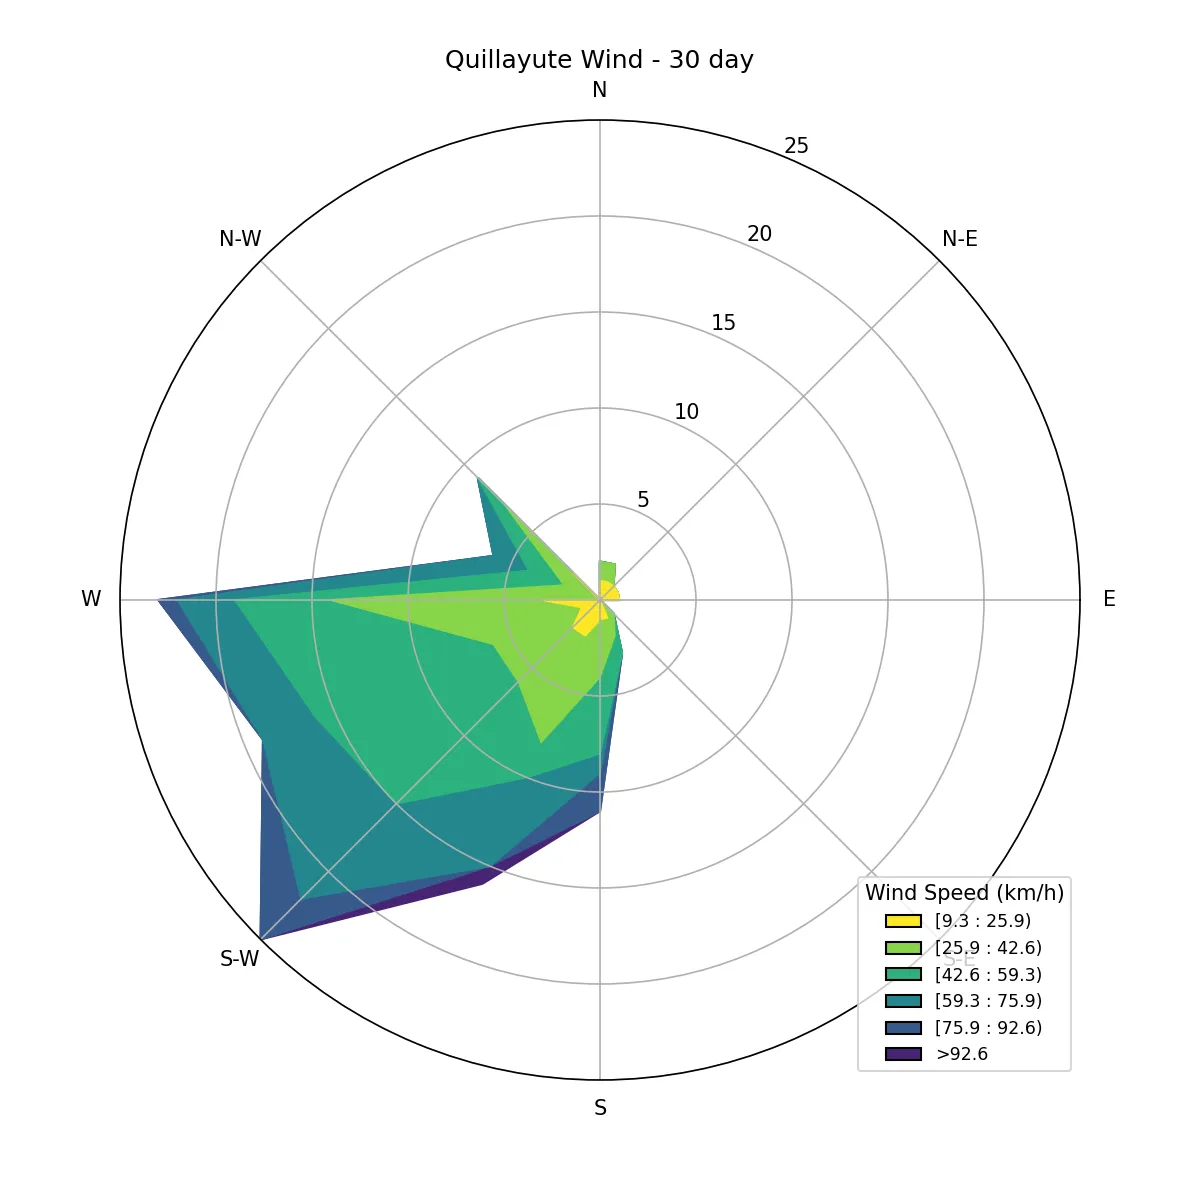 Quillayute Wind - 30 day
N
25
N-W
20
N-E
15
10
5
W
E
Wind Speed (km/h)
[9.3 : 25.9)
[25.9 : 42.6)
S-W
S-E
[42.6 : 59.3)
[59.3 : 75.9)
[75.9 : 92.6)
>92.6
S